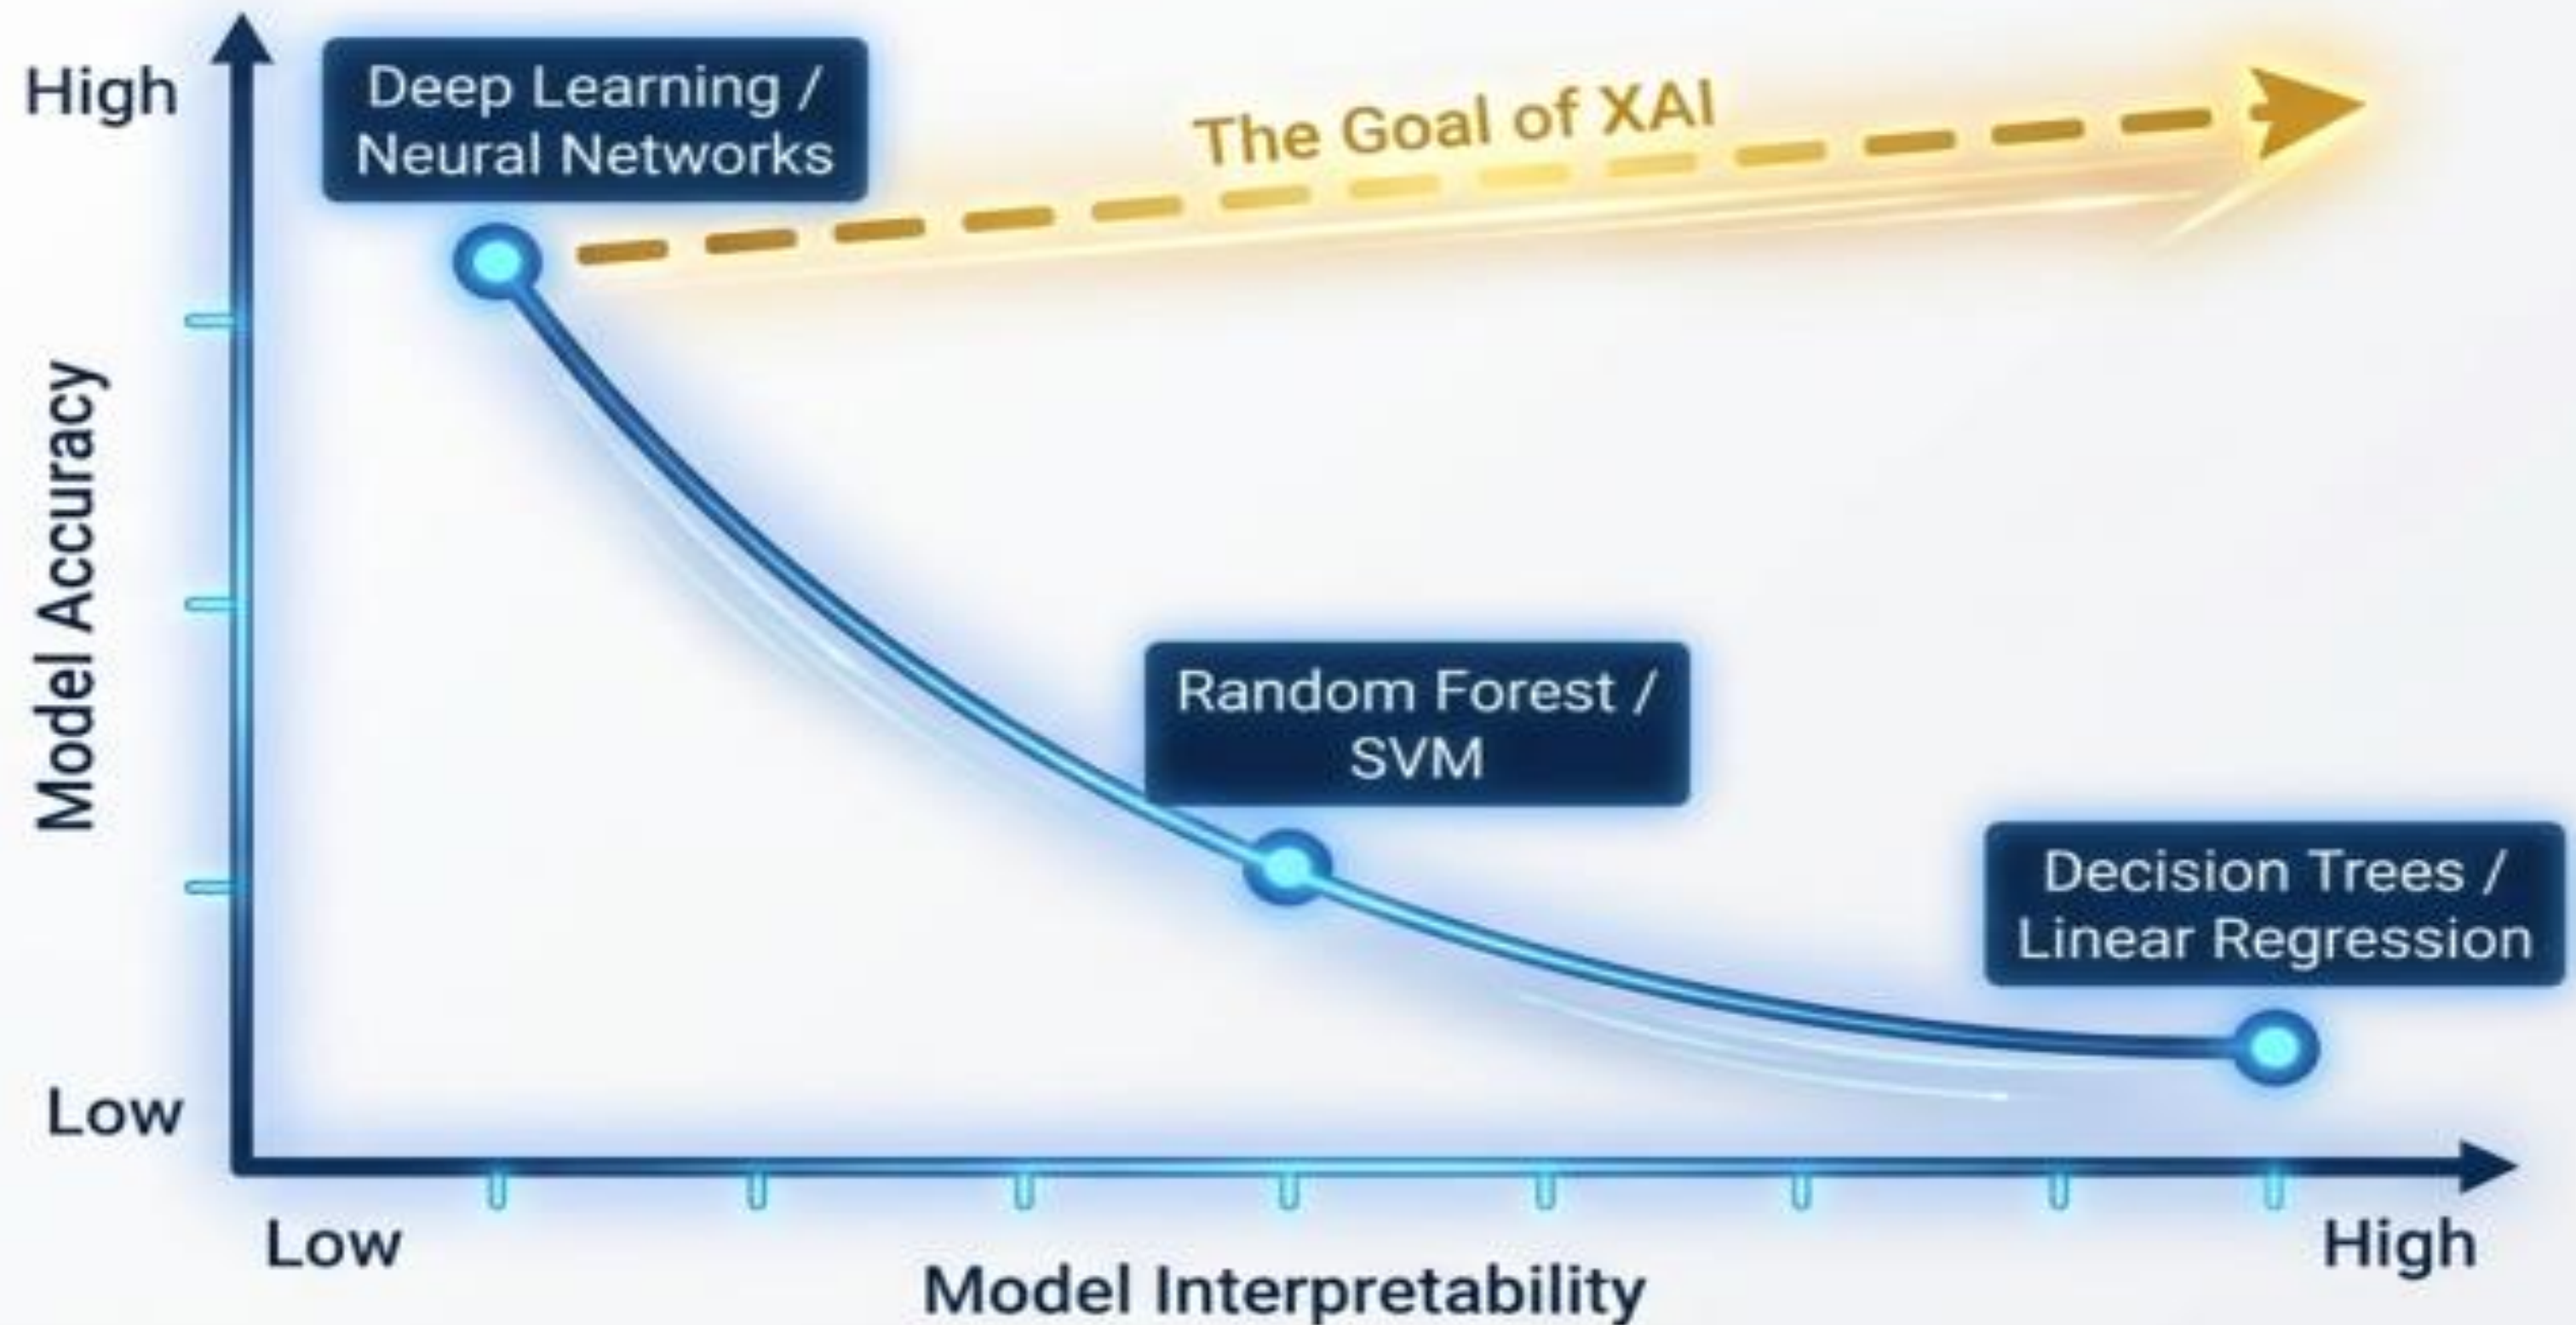 High
Deep Learning /
Neural Networks
The Goal of XAI
Model Accuracy
Random Forest /
SVM
Decision Trees /
Linear Regression
Low
Low
High
Model Interpretability